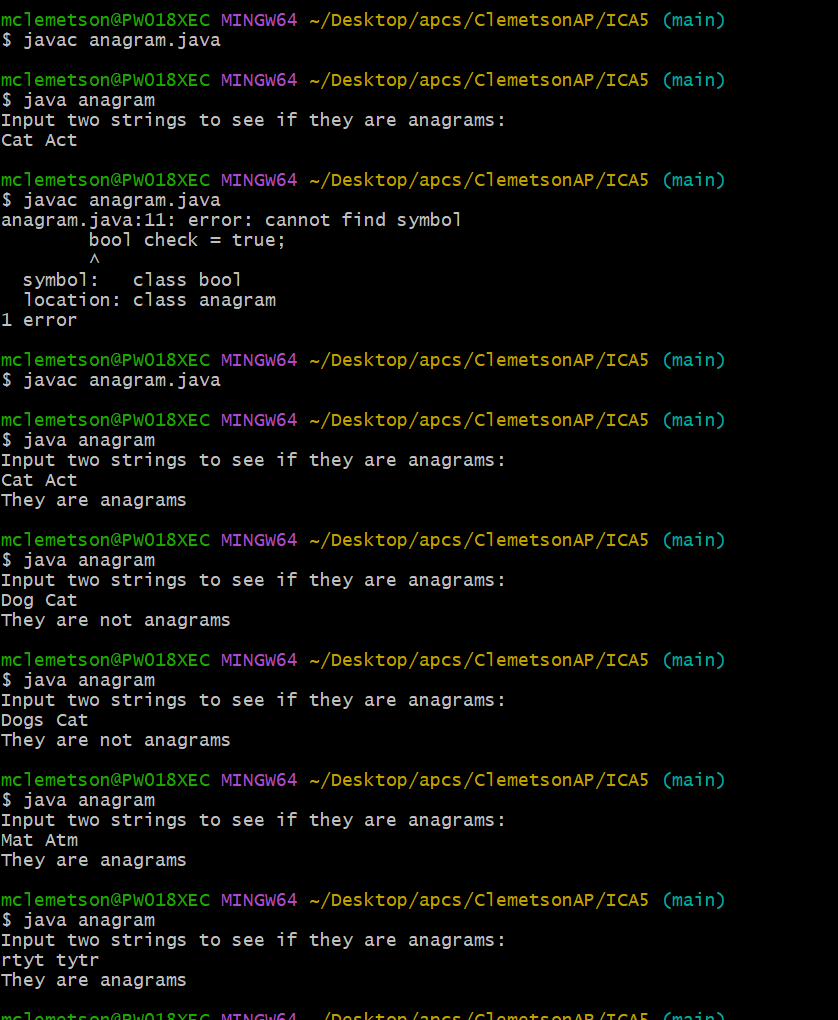 mclemetson@PW018XEC MINGW64 ~/Desktop/apcs/ClemetsonAP/ICA5 (main)
$ javac anagram.java
mclemetson@PW018XEC MINGW64 ~/Desktop/apcs/ClemetsonAP/ICA5 (main)
$ java anagram
Input two strings to see if they are anagrams:
Cat Act
mclemetson@PW018XEC MINGW64 ~/Desktop/apcs/ClemetsonAP/ICA5 (main)
$ javac anagram.java
anagram.java:11: error: cannot find symbol
        bool check = true;
        ^
  symbol:   class bool
  location: class anagram
1 error
mclemetson@PW018XEC MINGW64 ~/Desktop/apcs/ClemetsonAP/ICA5 (main)
$ javac anagram.java
mclemetson@PW018XEC MINGW64 ~/Desktop/apcs/ClemetsonAP/ICA5 (main)
$ java anagram
Input two strings to see if they are anagrams:
Cat Act
They are anagrams
mclemetson@PW018XEC MINGW64 ~/Desktop/apcs/ClemetsonAP/ICA5 (main)
$ java anagram
Input two strings to see if they are anagrams:
Dog Cat
They are not anagrams
mclemetson@PW018XEC MINGW64 ~/Desktop/apcs/ClemetsonAP/ICA5 (main)
$ java anagram
Input two strings to see if they are anagrams:
Dogs Cat
They are not anagrams
mclemetson@PW018XEC MINGW64 ~/Desktop/apcs/ClemetsonAP/ICA5 (main)
$ java anagram
Input two strings to see if they are anagrams:
Mat Atm
They are anagrams
mclemetson@PW018XEC MINGW64 ~/Desktop/apcs/ClemetsonAP/ICA5 (main)
$ java anagram
Input two strings to see if they are anagrams:
rtyt tytr
They are anagrams
mclemetson@PW018XEC MINGW64 ~/Desktop/apcs/ClemetsonAP/ICA5 (main)